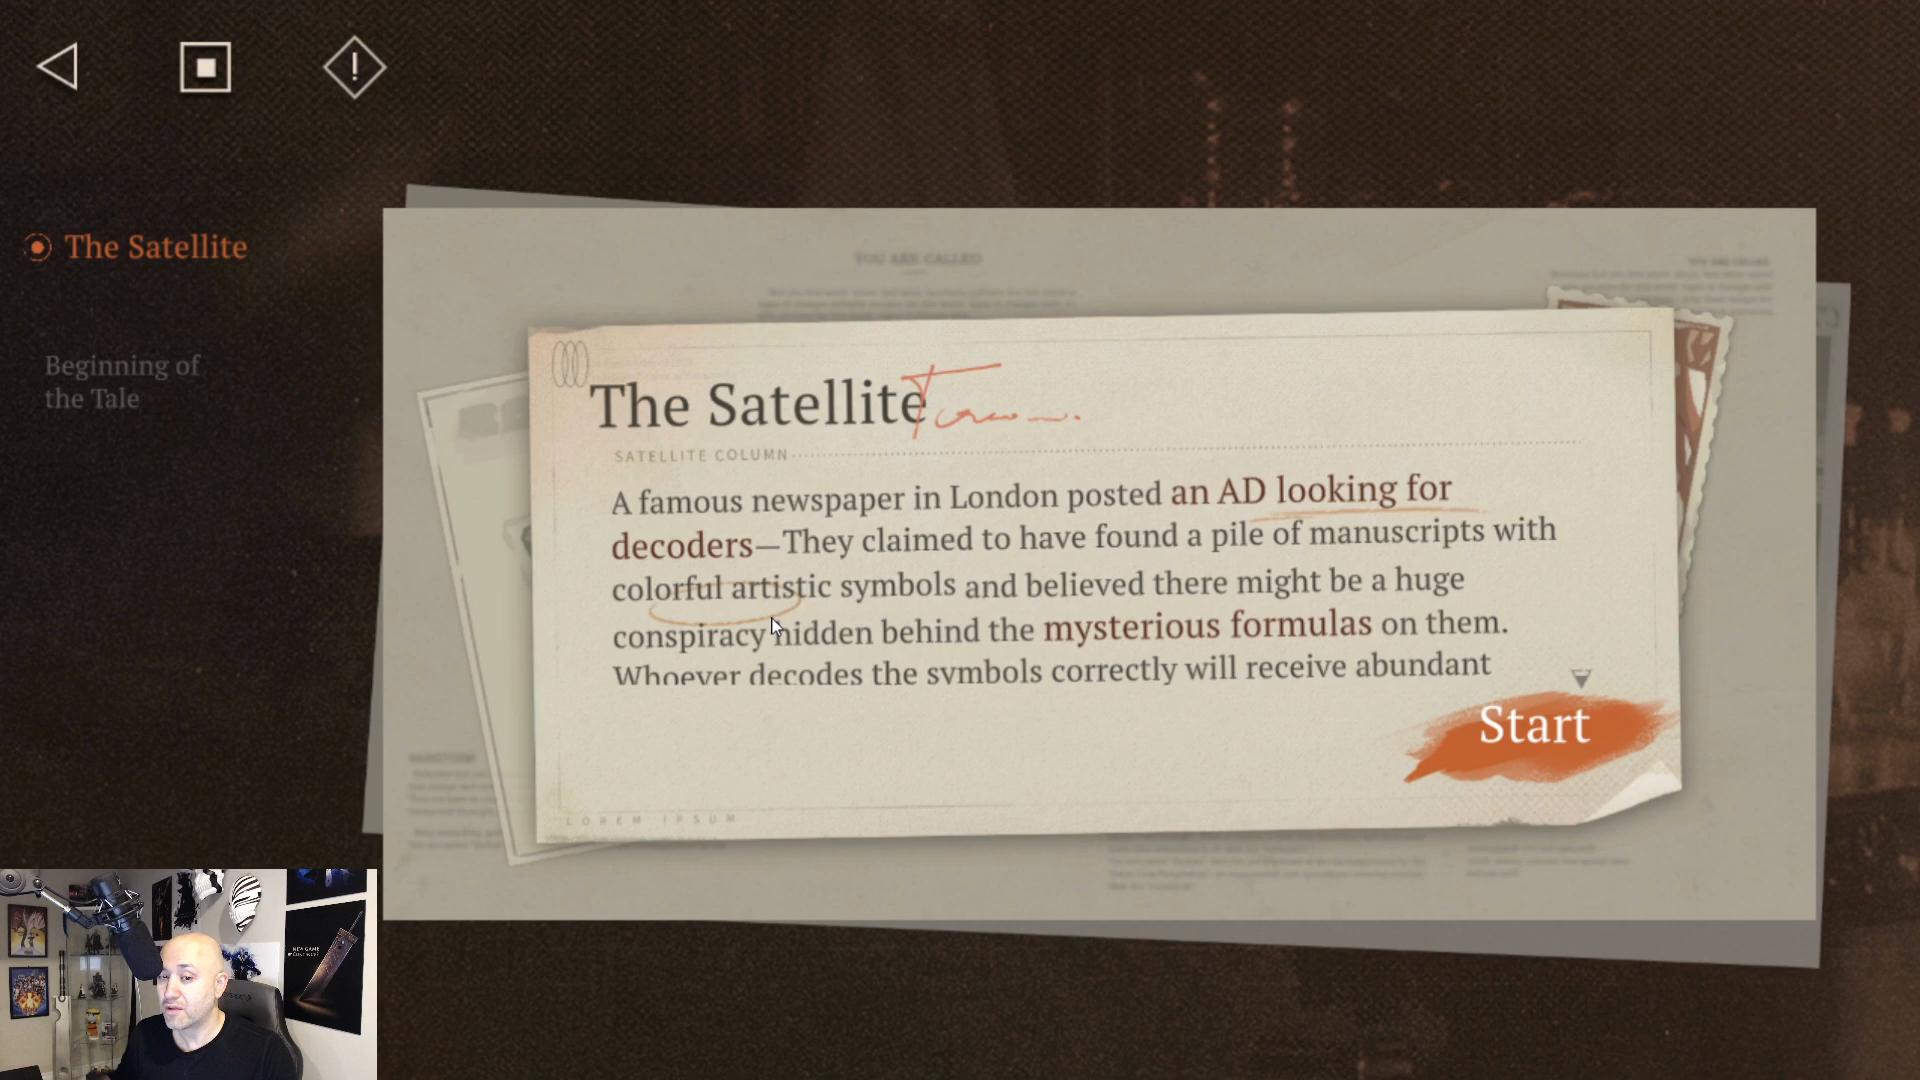 The Satellite
Beginning of
the Tale
YOU ARE CALLED
The Satellite
SATELLITE COLUMN
A famous newspaper in London posted an AD looking for
decoders—They claimed to have found a pile of manuscripts with
colorful artistic symbols and believed there might be a huge
conspiracy hidden behind the mysterious formulas on them.
Whoever decodes the symbols correctly will receive abundant
Start
LOREM IPSUM
NEW GAME
CONTINUE?